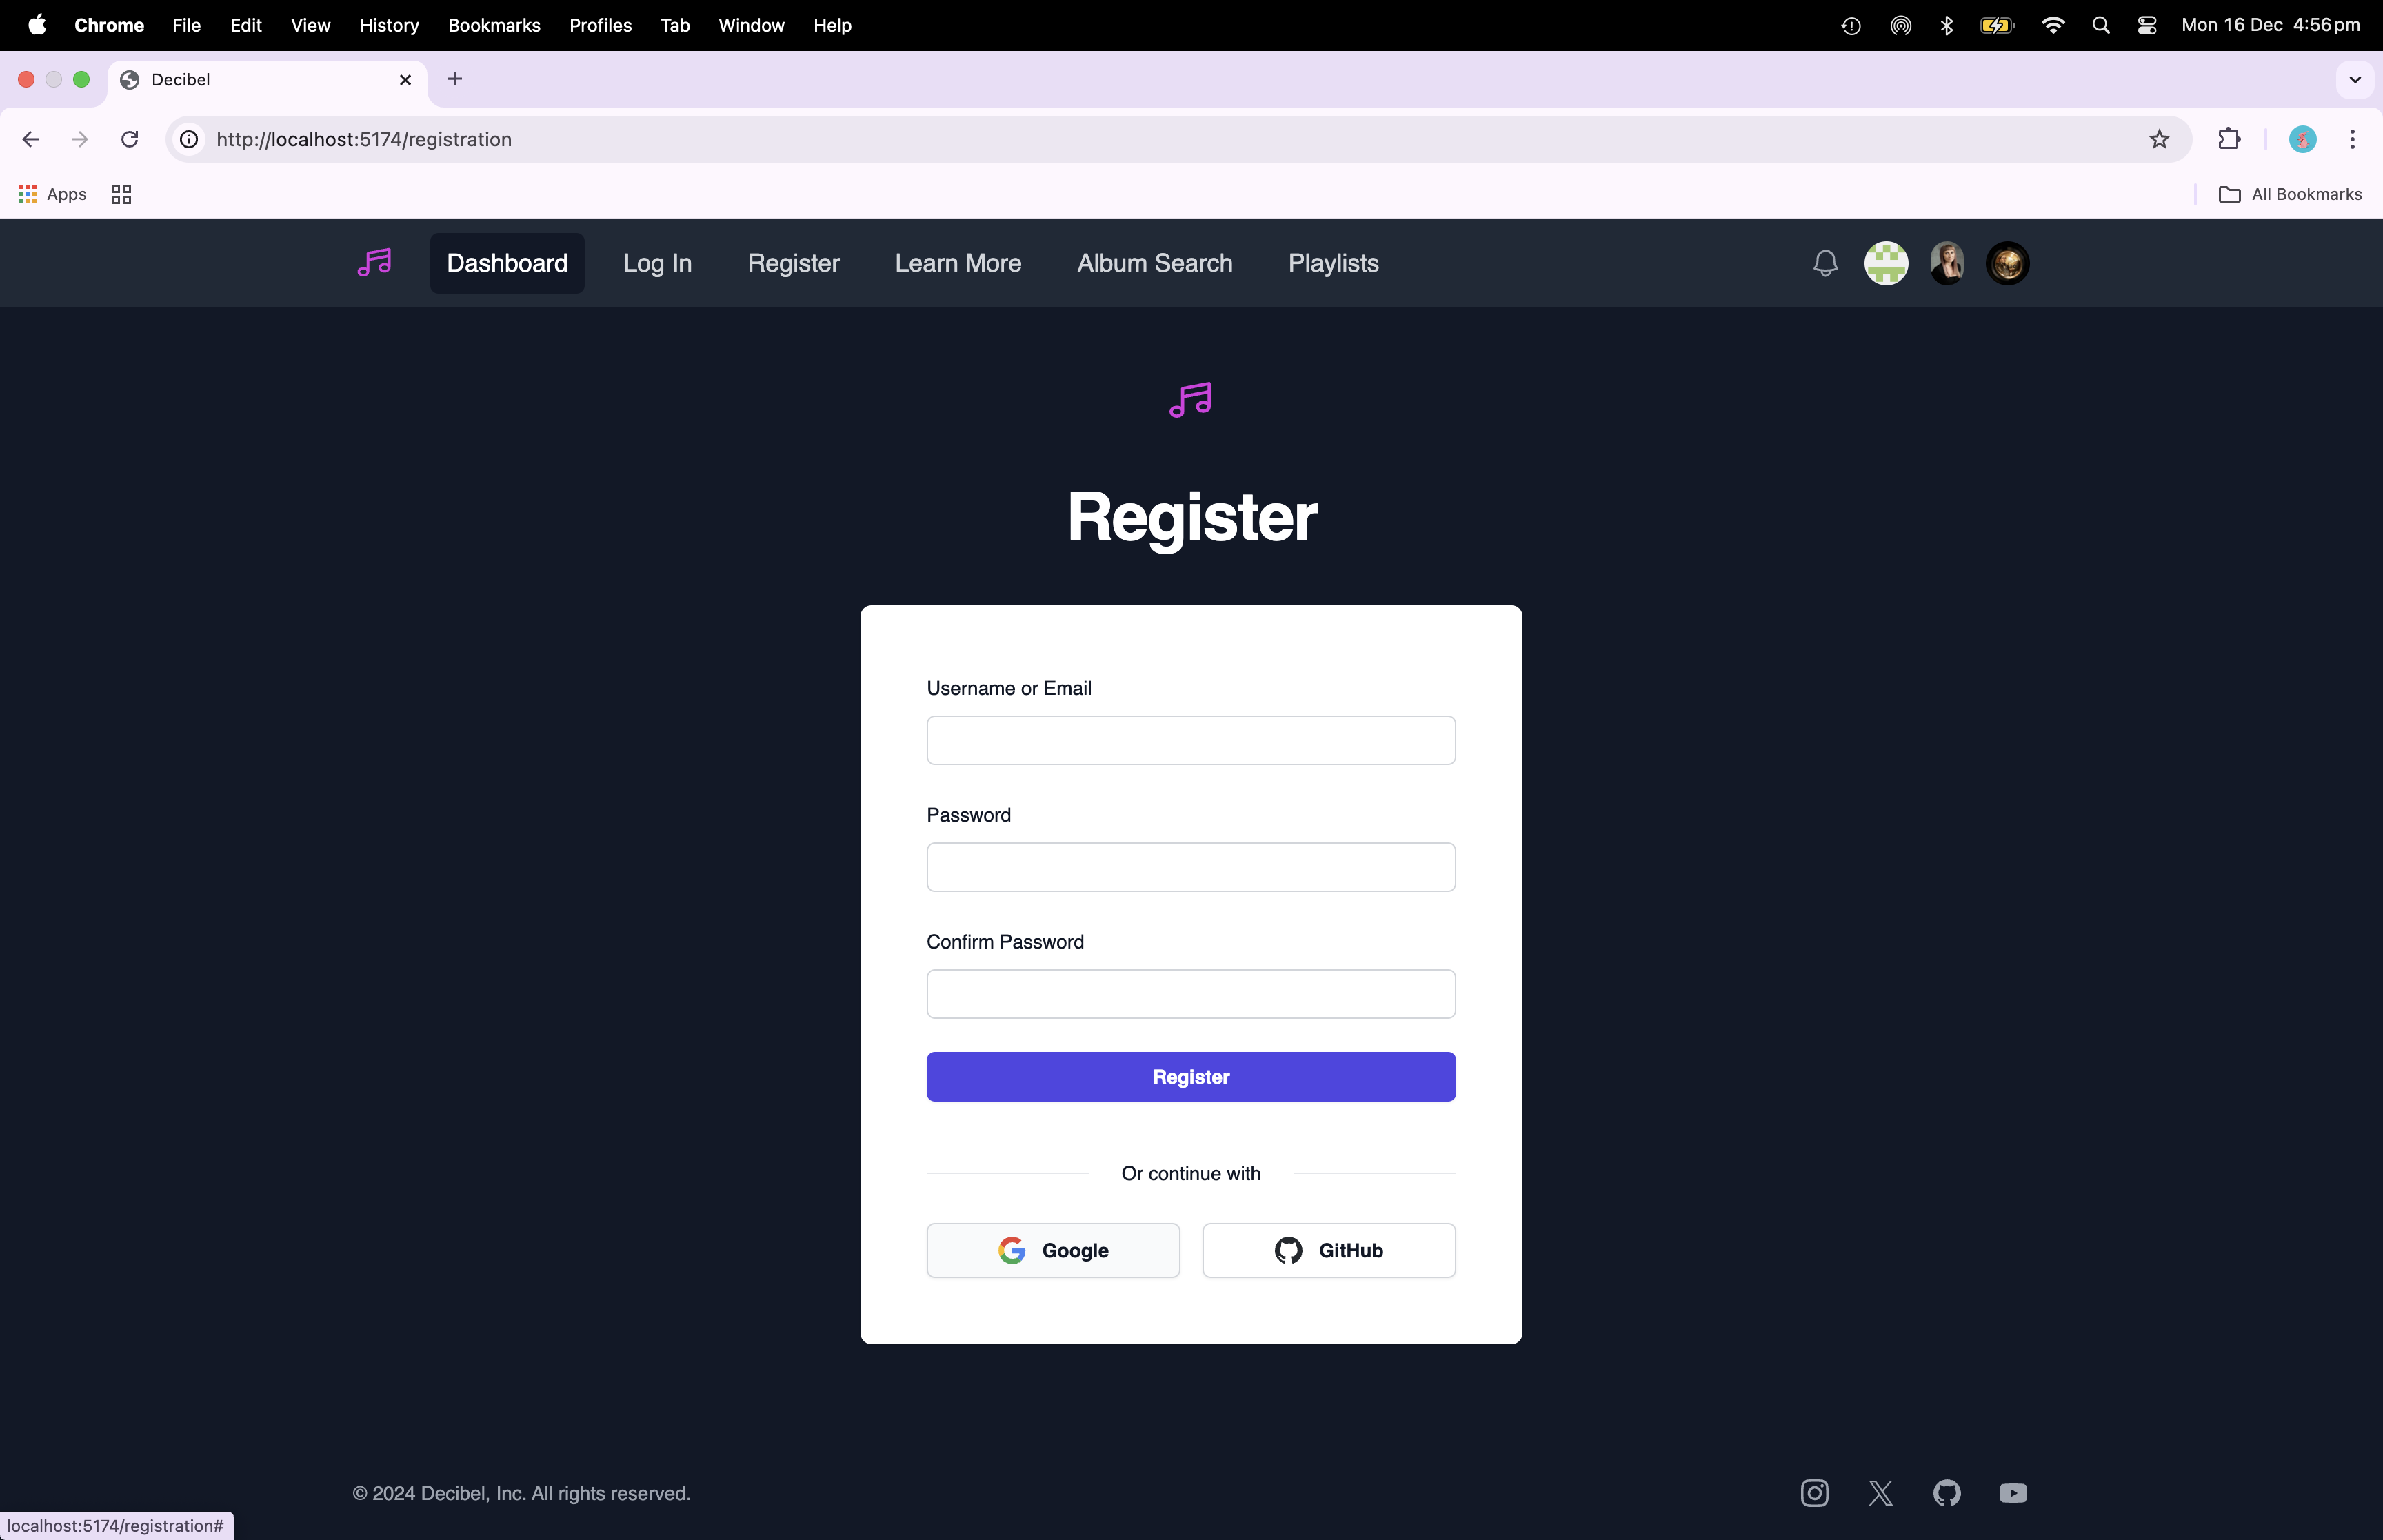 Chrome File Edit View History Bookmarks Profiles Tab Window Help Mon 16 Dec 4:56 pm
Decibel
http://localhost:5174/registration
Apps All Bookmarks
Dashboard Log In Register Learn More Album Search Playlists
Register
Username or Email
Password
Confirm Password
Register
Or continue with
Google GitHub
© 2024 Decibel, Inc. All rights reserved.
localhost:5174/registration#